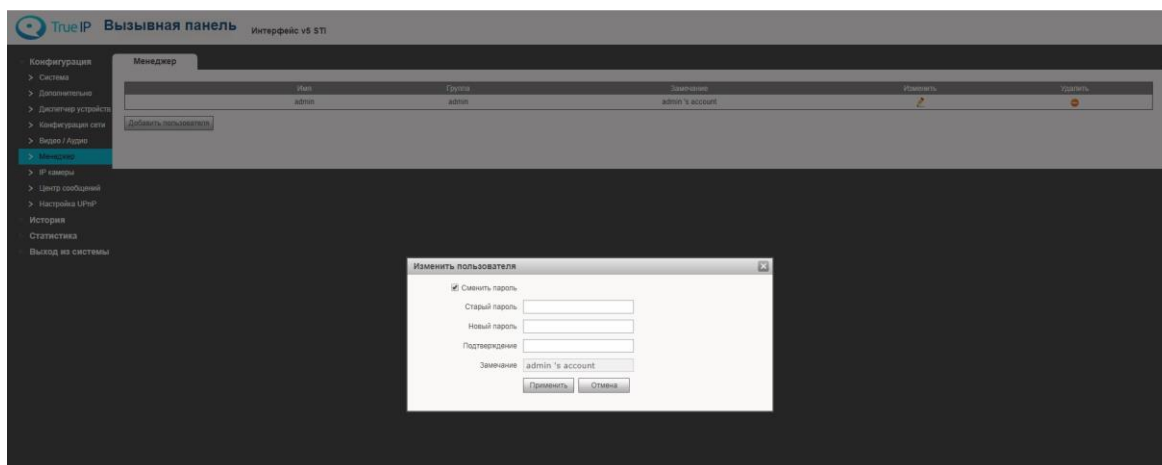 True IP Вызывная панель Интерфейс v5 STI
Конфигурация
Система
Дополнительно
Диспетчер устройств
Конфигурация сети
Видео / Аудио
Менеджер
IP камеры
Центр сообщений
Настройка UPnP
История
Статистика
Выход из системы
Менеджер
Имя Группа Замечание Изменить Удалить
admin admin admin 's account
Добавить пользователя
Изменить пользователя
Сменить пароль
Старый пароль
Новый пароль
Подтверждение
Замечание admin 's account
Применить Отмена